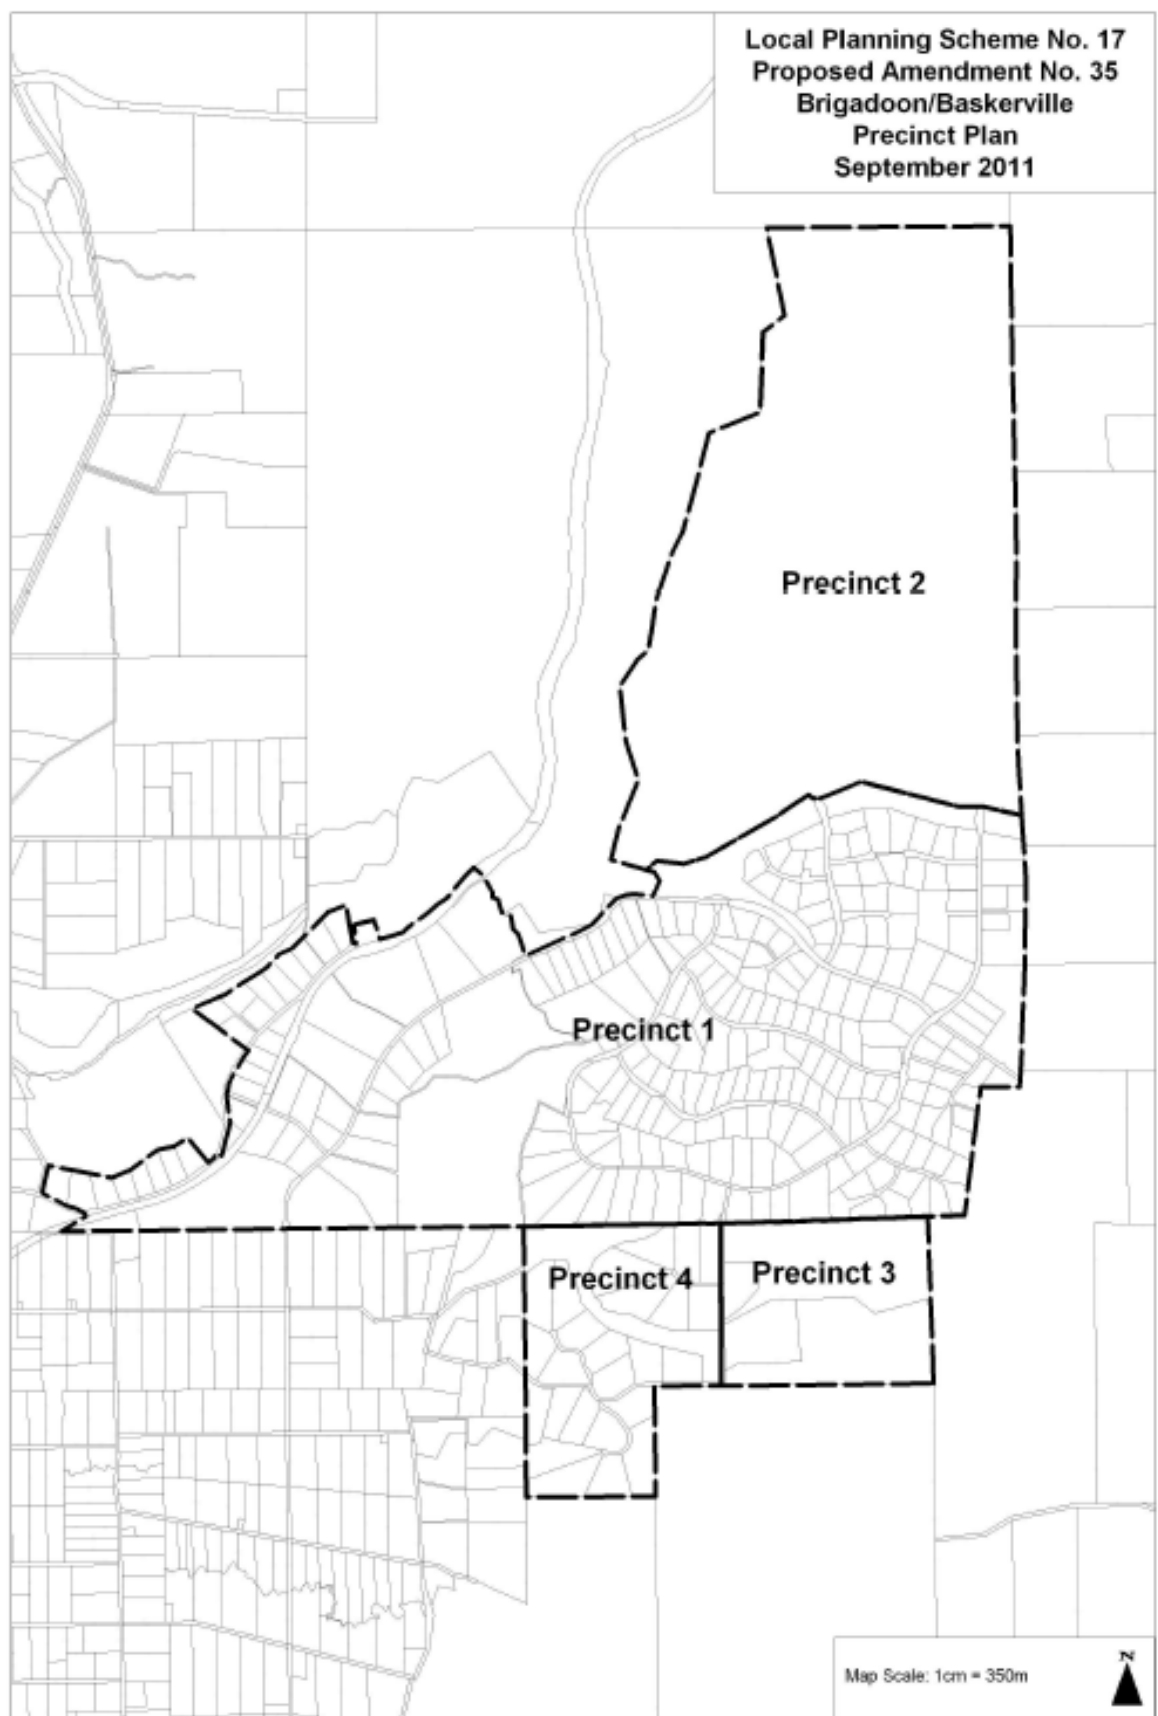 Local Planning Scheme No. 17
Proposed Amendment No. 35
Brigadoon/Baskerville
Precinct Plan
September 2011
Precinct 2
Precinct 1
Precinct 4
Precinct 3
Map Scale: 1cm = 350m
N